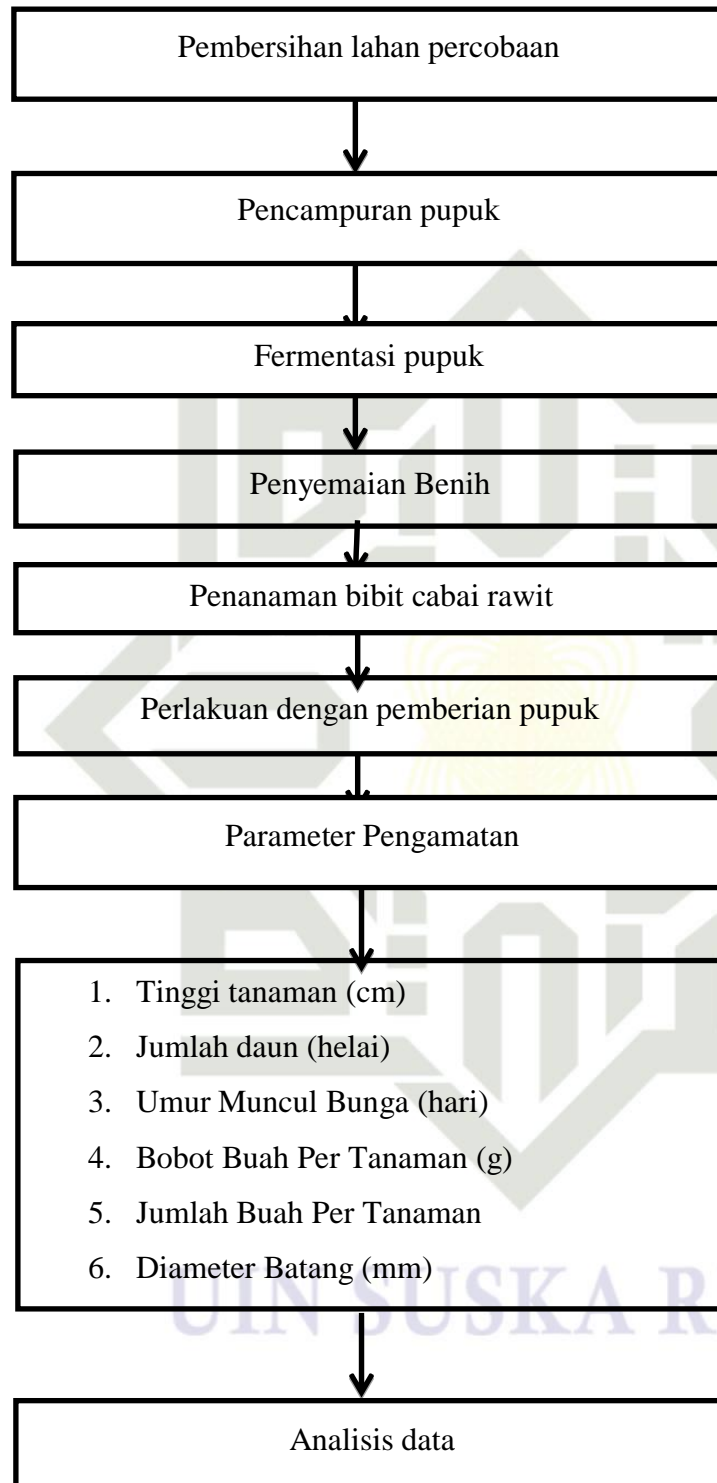 Pembersihan lahan percobaan
Pencampuran pupuk
Fermentasi pupuk
Penyemaian Benih
Penanaman bibit cabai rawit
Perlakuan dengan pemberian pupuk
Parameter Pengamatan
1. Tinggi tanaman (cm)
2. Jumlah daun (helai)
3. Umur Muncul Bunga (hari)
4. Bobot Buah Per Tanaman (g)
5. Jumlah Buah Per Tanaman
6. Diameter Batang (mm)
UIN SUSKA R
Analisis data